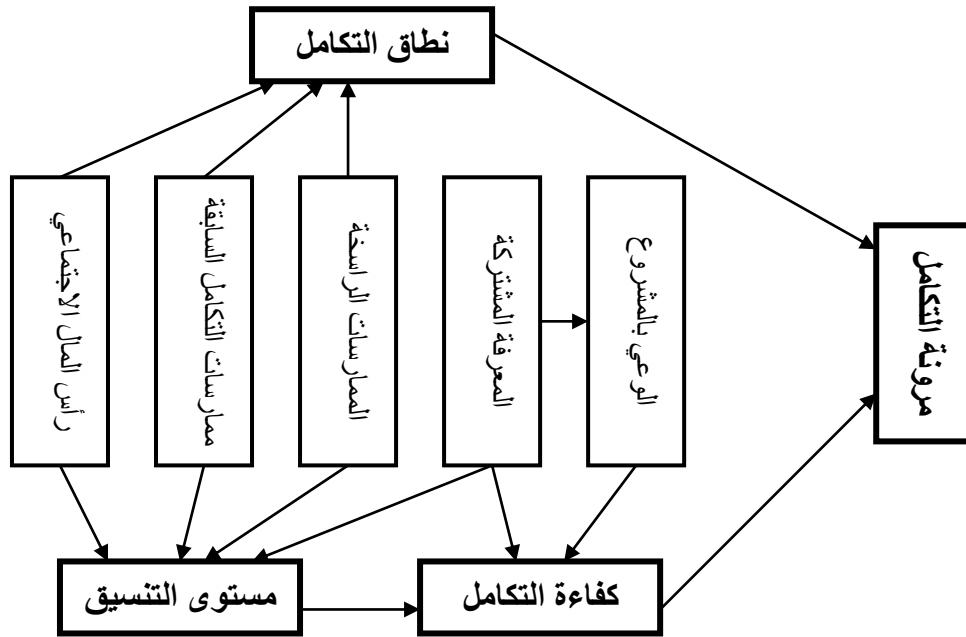 نطاق التكامل
رأس المال الاجتماعي
ممارسات التكامل السابقة
الممارسات الراسخة
المعرفة المشتركة
الوعي بالمشروع
مرونة التكامل
مستوى التنسيق
كفاءة التكامل